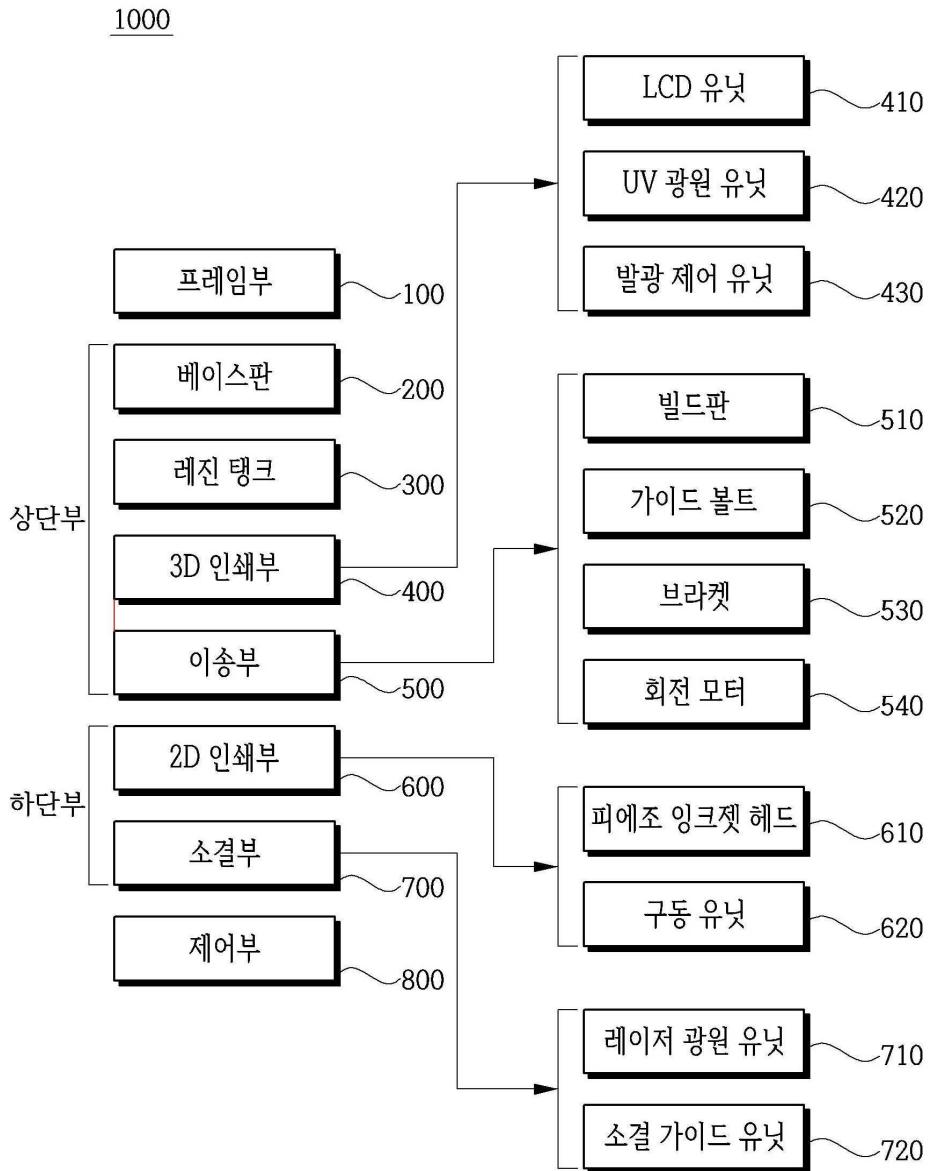 1000
프레임부
100
상단부
베이스판
200
레진 탱크
300
3D 인쇄부
400
이송부
500
하단부
2D 인쇄부
600
소결부
700
제어부
800
LCD 유닛
410
UV 광원 유닛
420
발광 제어 유닛
430
빌드판
510
가이드 볼트
520
브라켓
530
회전 모터
540
피에조 잉크젯 헤드
610
구동 유닛
620
레이저 광원 유닛
710
소결 가이드 유닛
720